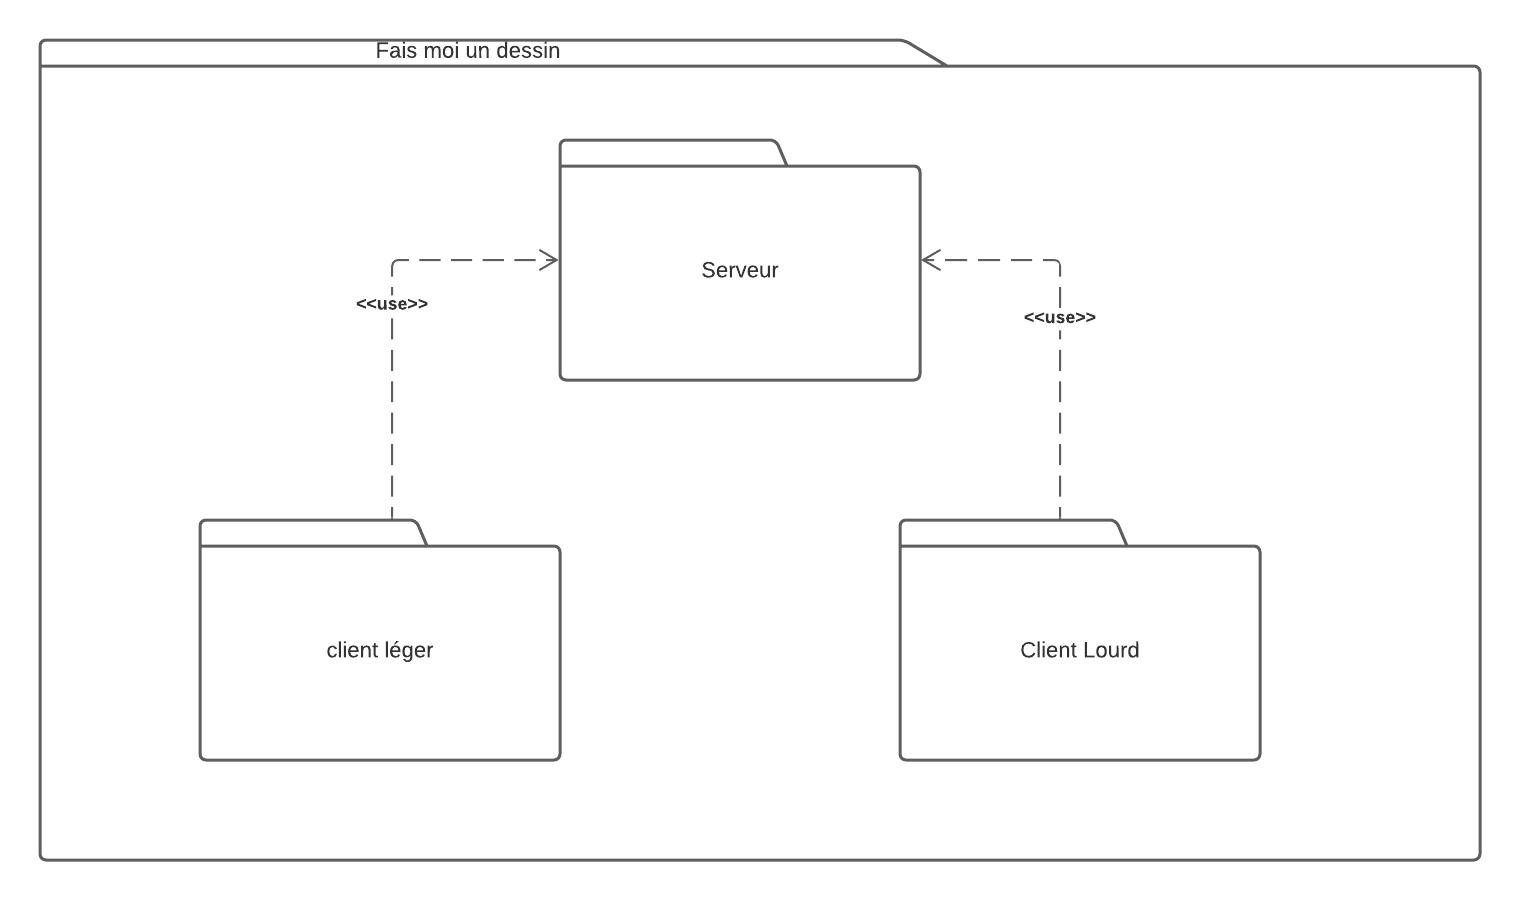 Fais moi un dessin
Serveur
<<use>>
<<use>>
client léger
Client Lourd